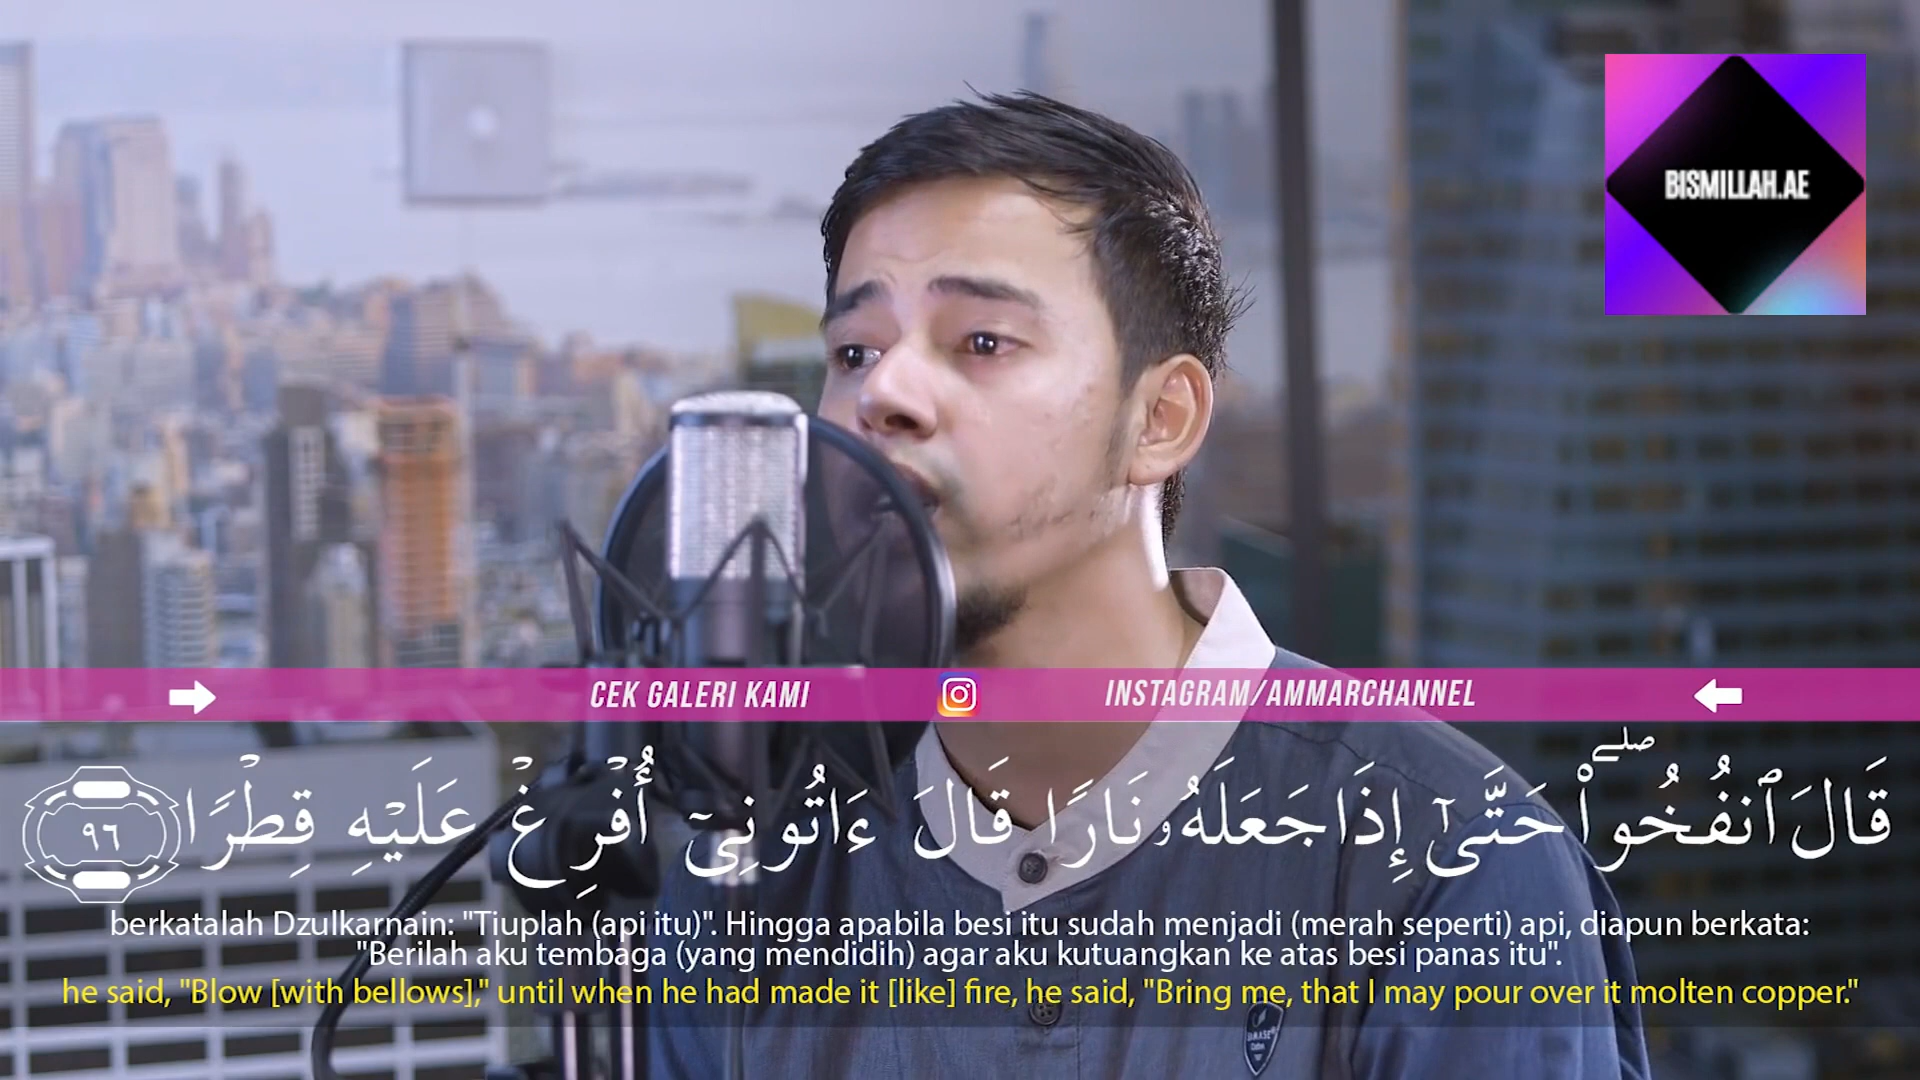 BISMILLAH.AE
CEK GALERI KAMI
INSTAGRAM/AMMARCHANNEL
قَالَ ٱنفُخُوا۟ ۖ حَتَّىٰٓ إِذَا جَعَلَهُۥ نَارًا قَالَ ءَاتُونِىٓ أُفْرِغْ عَلَيْهِ قِطْرًا ٩٦
berkatalah Dzulkarnain: "Tiuplah (api itu)". Hingga apabila besi itu sudah menjadi (merah seperti) api, diapun berkata:
"Berilah aku tembaga (yang mendidih) agar aku kutuangkan ke atas besi panas itu".
he said, "Blow [with bellows]," until when he had made it [like] fire, he said, "Bring me, that I may pour over it molten copper."